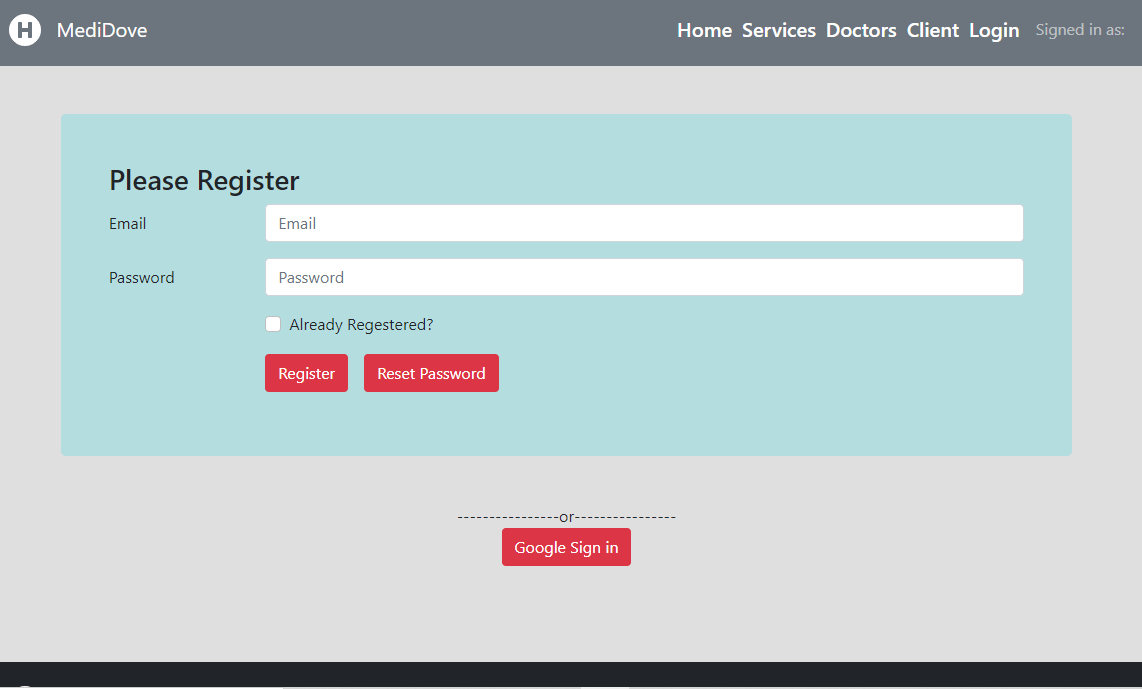 H MediDove Home Services Doctors Client Login Signed in as:
Please Register
Email Email
Password Password
Already Regestered?
Register Reset Password
----------------or----------------
Google Sign in